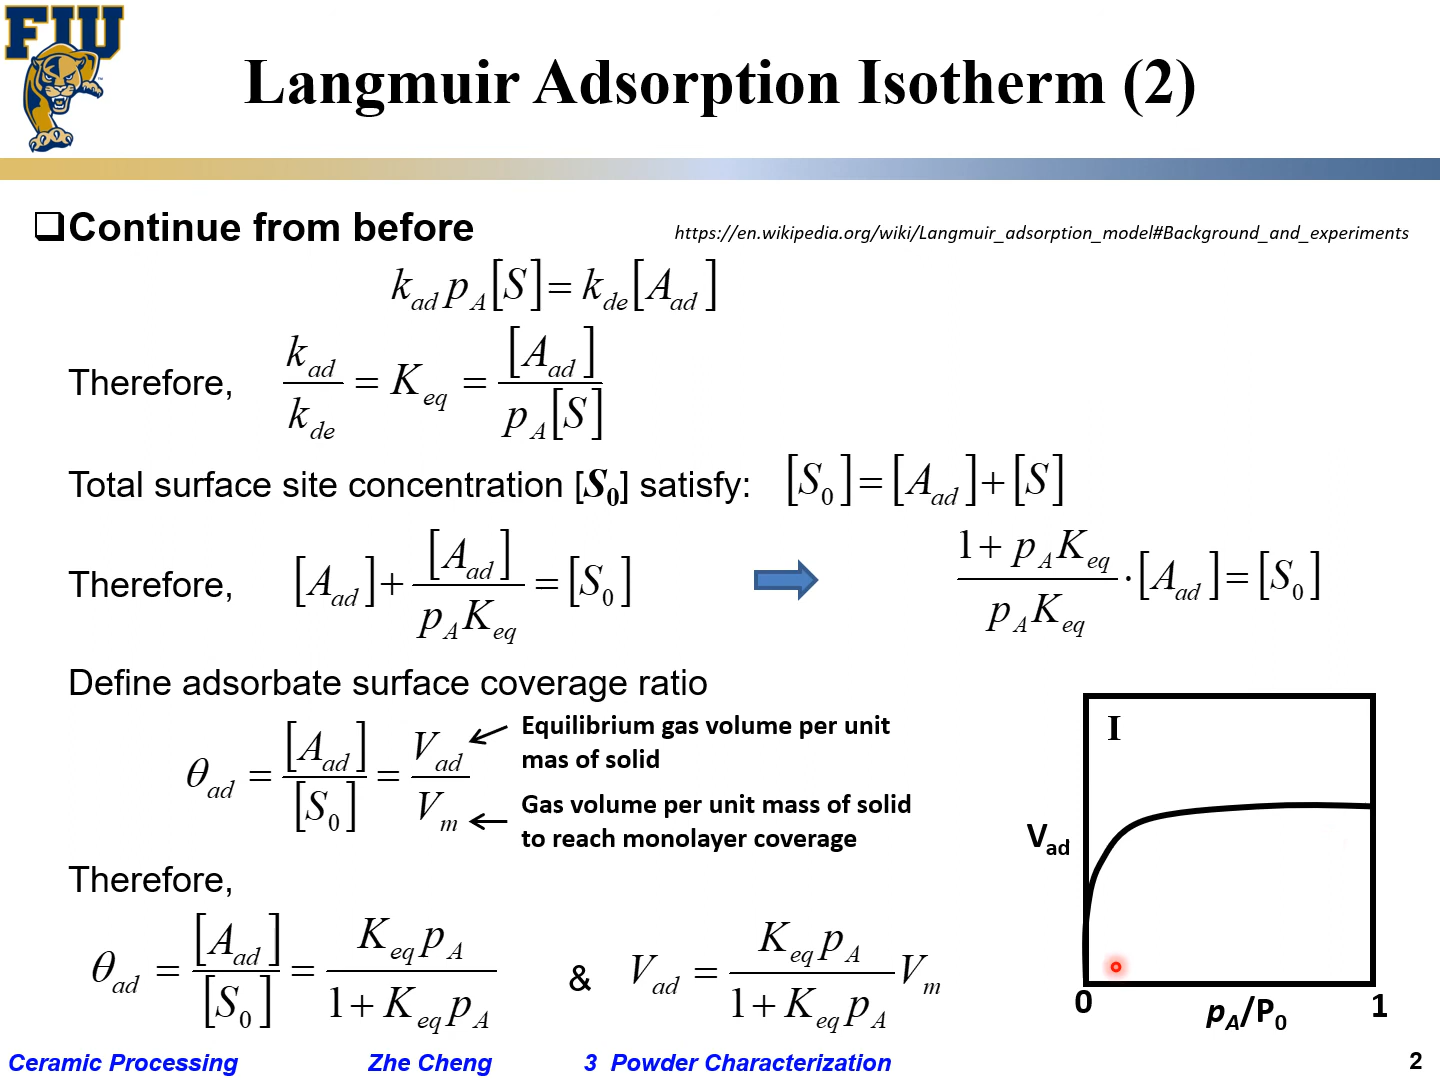 FIU
Langmuir Adsorption Isotherm (2)
❑Continue from before
https://en.wikipedia.org/wiki/Langmuir_adsorption_model#Background_and_experiments
k_ad p_A[S] = k_de[A_ad]
Therefore, k_ad / k_de = K_eq = [A_ad] / p_A[S]
Total surface site concentration [S_0] satisfy: [S_0] = [A_ad] + [S]
Therefore, [A_ad] + [A_ad] / p_A K_eq = [S_0] 1 + p_A K_eq / p_A K_eq · [A_ad] = [S_0]
Define adsorbate surface coverage ratio
θ_ad = [A_ad] / [S_0] = V_ad / V_m
Equilibrium gas volume per unit
mas of solid
Gas volume per unit mass of solid
to reach monolayer coverage
Therefore,
θ_ad = [A_ad] / [S_0] = K_eq p_A / 1 + K_eq p_A & V_ad = K_eq p_A / 1 + K_eq p_A V_m
I
V_ad
0 p_A/P_0 1
Ceramic Processing Zhe Cheng 3 Powder Characterization 2